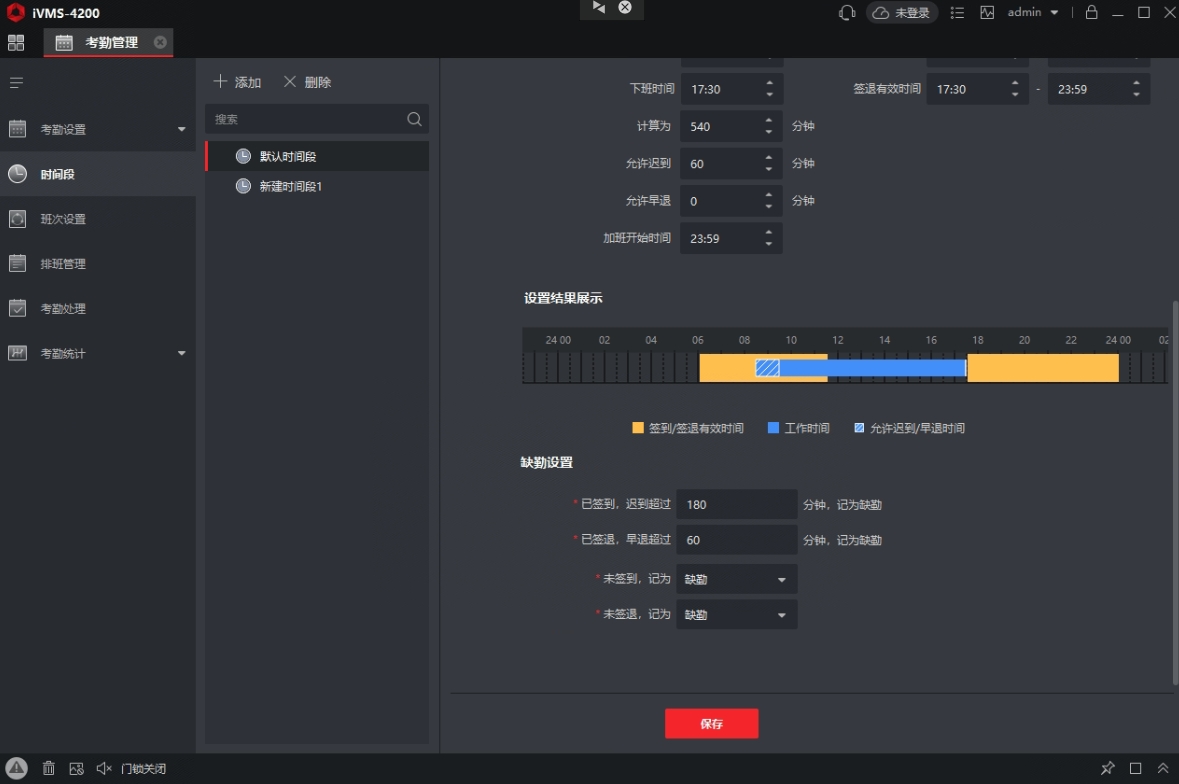 iVMS-4200
未登录
admin
考勤管理
添加 删除
搜索
考勤设置
时间段
班次设置
排班管理
考勤处理
考勤统计
默认时间段
新建时间段1
下班时间 17:30 签退有效时间 17:30 - 23:59
计算为 540 分钟
允许迟到 60 分钟
允许早退 0 分钟
加班开始时间 23:59
设置结果展示
24 00 02 04 06 08 10 12 14 16 18 20 22 24 00 02
签到/签退有效时间 工作时间 允许迟到/早退时间
缺勤设置
* 已签到，迟到超过 180 分钟，记为缺勤
* 已签退，早退超过 60 分钟，记为缺勤
* 未签到，记为 缺勤
* 未签退，记为 缺勤
保存
门锁关闭